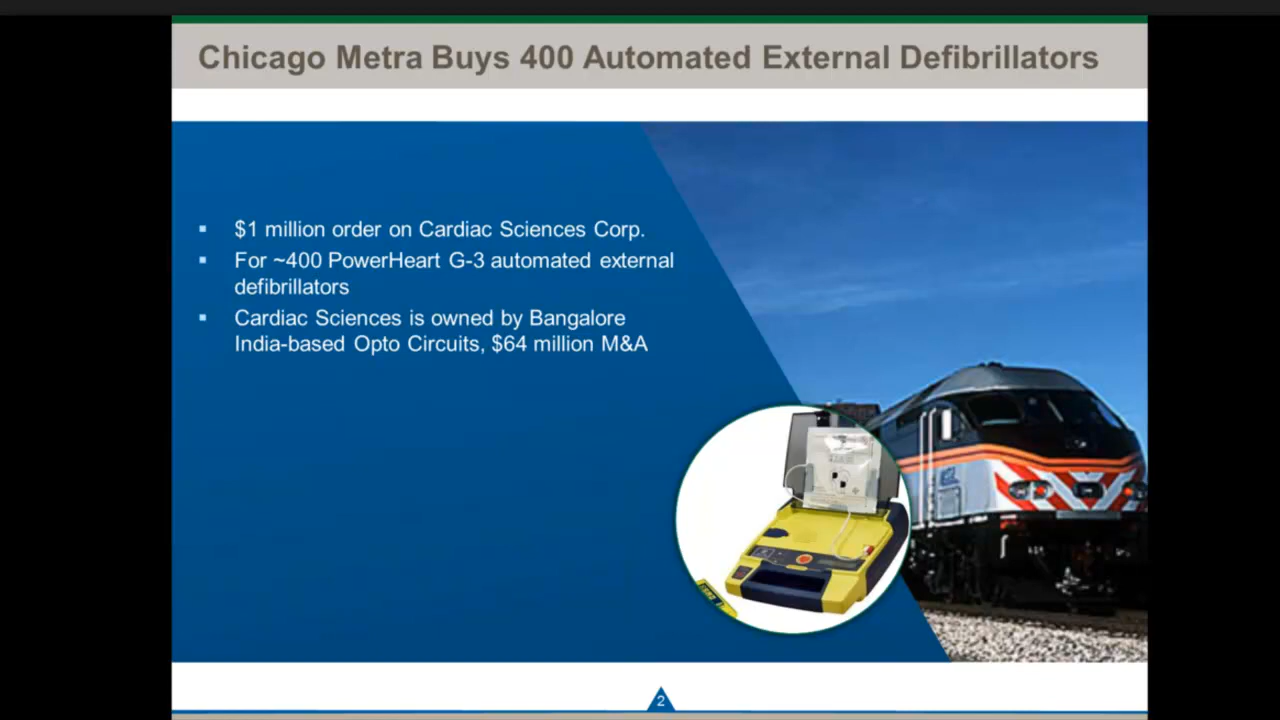 Chicago Metra Buys 400 Automated External Defibrillators
▪ $1 million order on Cardiac Sciences Corp.
▪ For ~400 PowerHeart G-3 automated external
defibrillators
▪ Cardiac Sciences is owned by Bangalore
India-based Opto Circuits, $64 million M&A
2